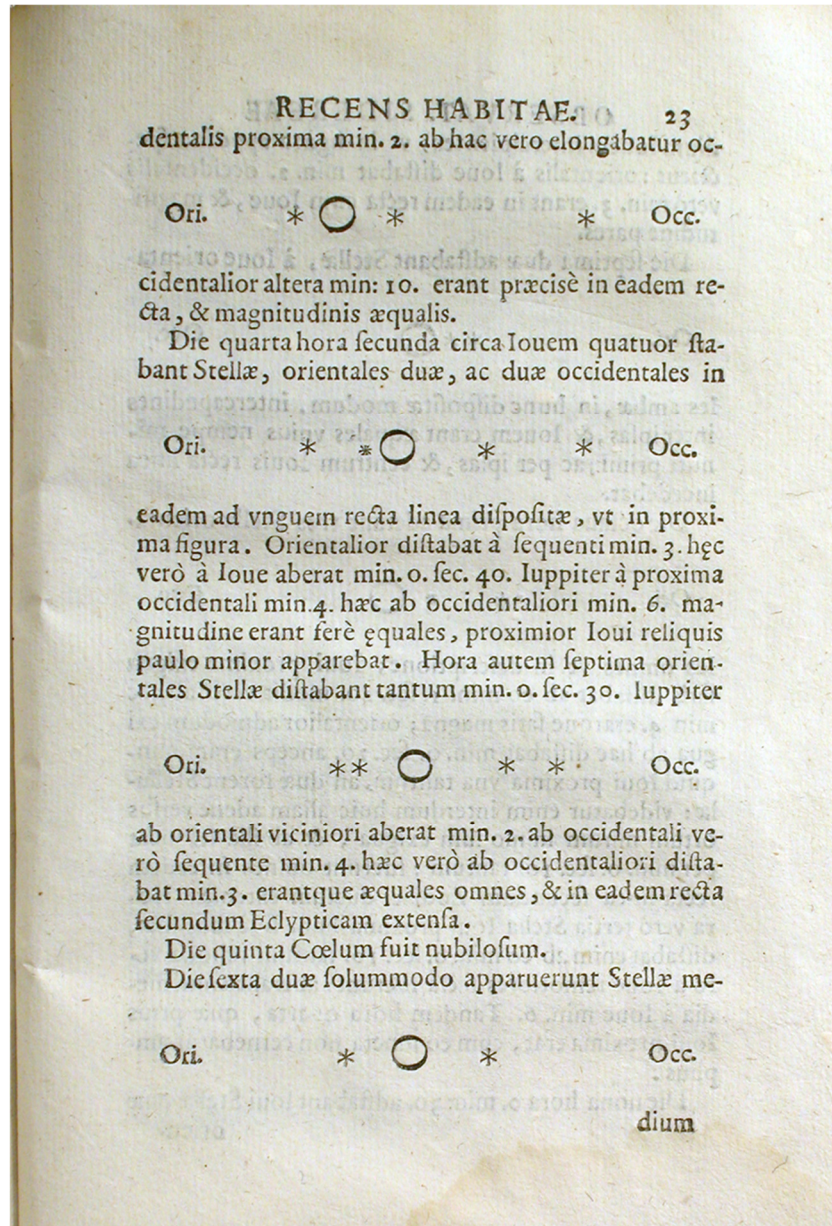 RECENS HABITAE. 23
dentalis proxima min. 2. ab hac vero elongabatur oc-
Ori. * O * * Occ.
cidentalior altera min: 10. erant præcisè in eadem re-
cta, & magnitudinis æqualis.
Die quarta hora ſecunda circa Iouem quatuor ſta-
bant Stellæ, orientales duæ, ac duæ occidentales in
Ori. * * O * * Occ.
eadem ad vnguem recta linea diſpoſitæ, vt in proxi-
ma figura. Orientalior diſtabat à ſequenti min. 3. hęc
verò à Ioue aberat min. 0. ſec. 40. Iuppiter à proxima
occidentali min. 4. hæc ab occidentaliori min. 6. ma-
gnitudine erant ferè ęquales, proximior Ioui reliquis
paulo minor apparebat. Hora autem ſeptima orien-
tales Stellæ diſtabant tantum min. 0. ſec. 30. Iuppiter
Ori. ** O * * Occ.
ab orientali viciniori aberat min. 2. ab occidentali ve-
rò ſequente min. 4. hæc verò ab occidentaliori diſta-
bat min. 3. erantque æquales omnes, & in eadem recta
ſecundum Eclypticam extenſa.
Die quinta Cœlum fuit nubiloſum.
Die ſexta duæ ſolummodo apparuerunt Stellæ me-
Ori. * O * Occ.
dium